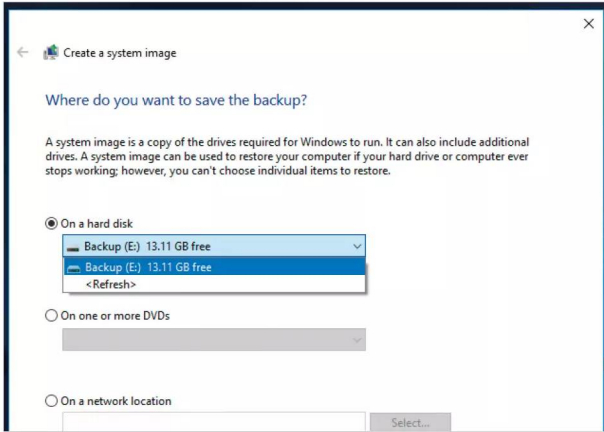 Create a system image
Where do you want to save the backup?
A system image is a copy of the drives required for Windows to run. It can also include additional
drives. A system image can be used to restore your computer if your hard drive or computer ever
stops working; however, you can't choose individual items to restore.
On a hard disk
Backup (E:) 13.11 GB free
Backup (E:) 13.11 GB free
<Refresh>
On one or more DVDs
On a network location
Select...